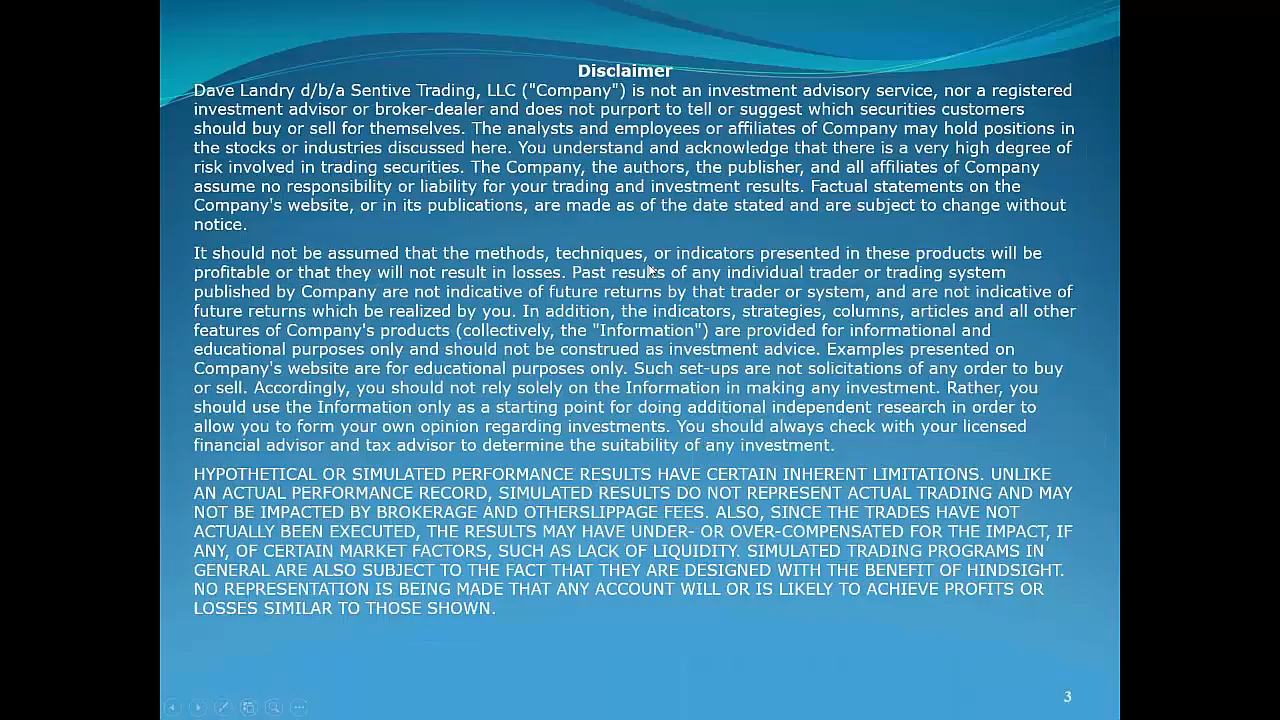 Disclaimer
Dave Landry d/b/a Sentive Trading, LLC ("Company") is not an investment advisory service, nor a registered
investment advisor or broker-dealer and does not purport to tell or suggest which securities customers
should buy or sell for themselves. The analysts and employees or affiliates of Company may hold positions in
the stocks or industries discussed here. You understand and acknowledge that there is a very high degree of
risk involved in trading securities. The Company, the authors, the publisher, and all affiliates of Company
assume no responsibility or liability for your trading and investment results. Factual statements on the
Company's website, or in its publications, are made as of the date stated and are subject to change without
notice.
It should not be assumed that the methods, techniques, or indicators presented in these products will be
profitable or that they will not result in losses. Past results of any individual trader or trading system
published by Company are not indicative of future returns by that trader or system, and are not indicative of
future returns which be realized by you. In addition, the indicators, strategies, columns, articles and all other
features of Company's products (collectively, the "Information") are provided for informational and
educational purposes only and should not be construed as investment advice. Examples presented on
Company's website are for educational purposes only. Such set-ups are not solicitations of any order to buy
or sell. Accordingly, you should not rely solely on the Information in making any investment. Rather, you
should use the Information only as a starting point for doing additional independent research in order to
allow you to form your own opinion regarding investments. You should always check with your licensed
financial advisor and tax advisor to determine the suitability of any investment.
HYPOTHETICAL OR SIMULATED PERFORMANCE RESULTS HAVE CERTAIN INHERENT LIMITATIONS. UNLIKE
AN ACTUAL PERFORMANCE RECORD, SIMULATED RESULTS DO NOT REPRESENT ACTUAL TRADING AND MAY
NOT BE IMPACTED BY BROKERAGE AND OTHERSLIPPAGE FEES. ALSO, SINCE THE TRADES HAVE NOT
ACTUALLY BEEN EXECUTED, THE RESULTS MAY HAVE UNDER- OR OVER-COMPENSATED FOR THE IMPACT, IF
ANY, OF CERTAIN MARKET FACTORS, SUCH AS LACK OF LIQUIDITY. SIMULATED TRADING PROGRAMS IN
GENERAL ARE ALSO SUBJECT TO THE FACT THAT THEY ARE DESIGNED WITH THE BENEFIT OF HINDSIGHT.
NO REPRESENTATION IS BEING MADE THAT ANY ACCOUNT WILL OR IS LIKELY TO ACHIEVE PROFITS OR
LOSSES SIMILAR TO THOSE SHOWN.
3